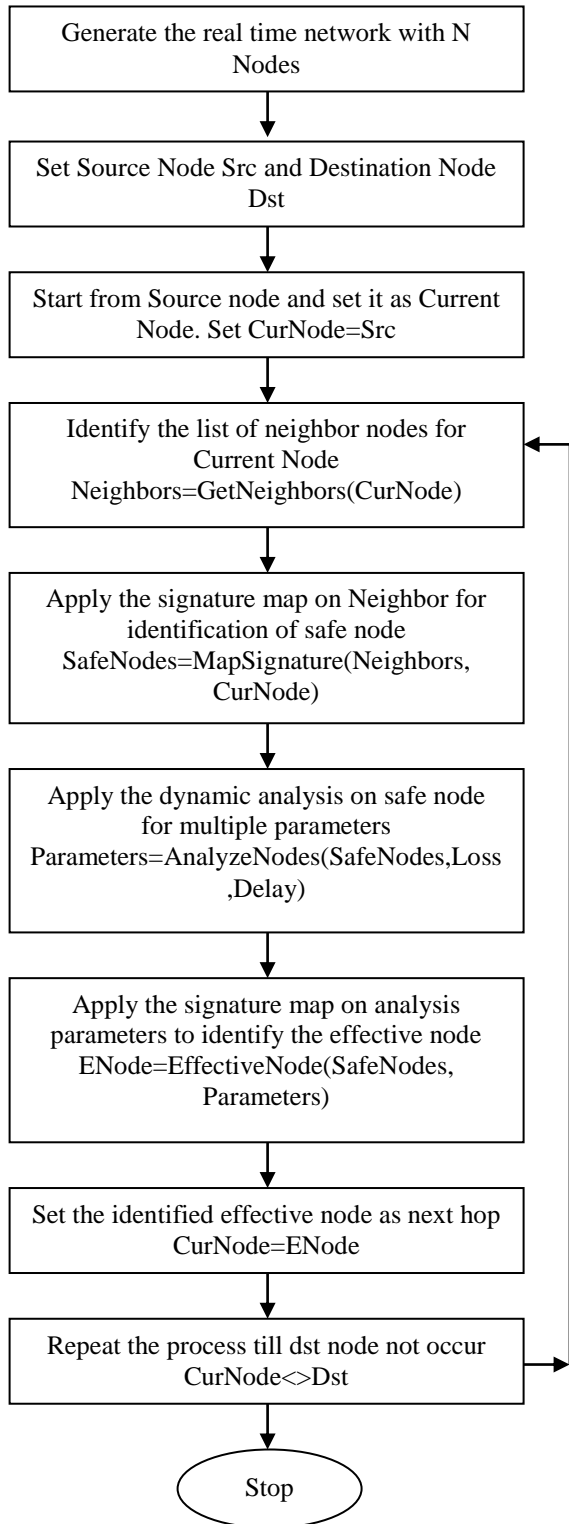 Generate the real time network with N
Nodes
Set Source Node Src and Destination Node
Dst
Start from Source node and set it as Current
Node. Set CurNode=Src
Identify the list of neighbor nodes for
Current Node
Neighbors=GetNeighbors(CurNode)
Apply the signature map on Neighbor for
identification of safe node
SafeNodes=MapSignature(Neighbors,
CurNode)
Apply the dynamic analysis on safe node
for multiple parameters
Parameters=AnalyzeNodes(SafeNodes,Loss
,Delay)
Apply the signature map on analysis
parameters to identify the effective node
ENode=EffectiveNode(SafeNodes,
Parameters)
Set the identified effective node as next hop
CurNode=ENode
Repeat the process till dst node not occur
CurNode<>Dst
Stop